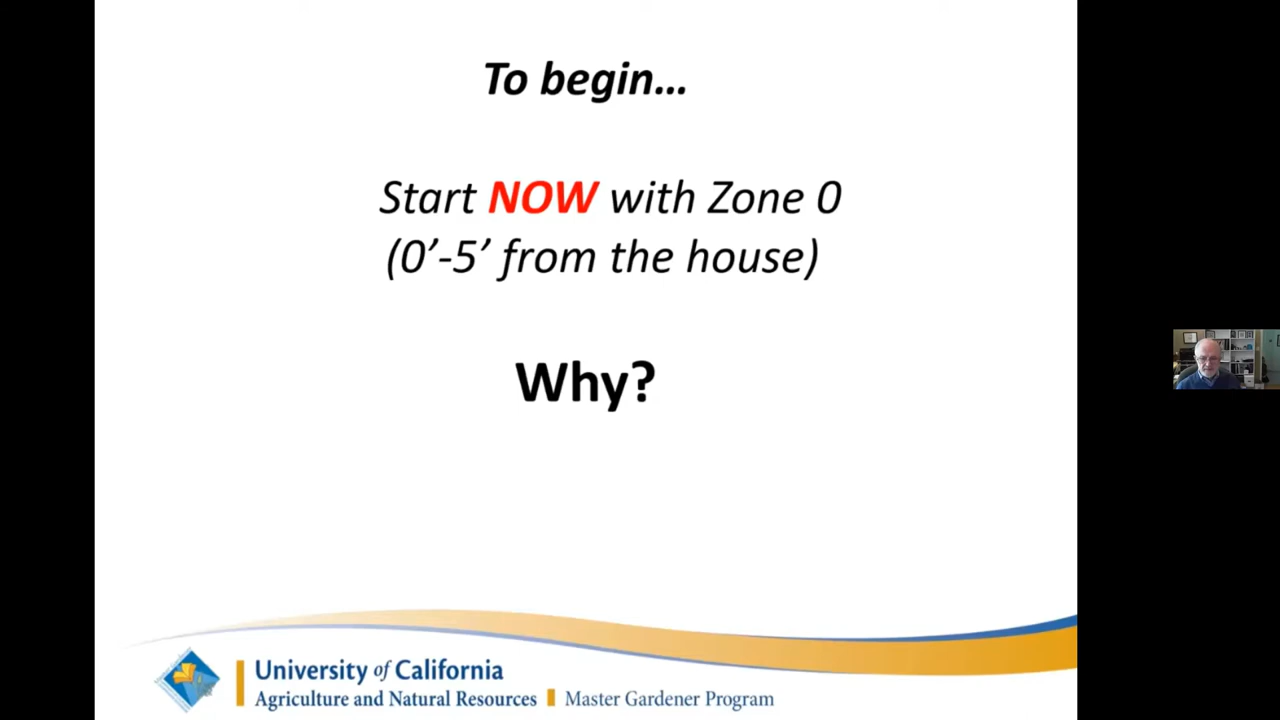 To begin...
Start NOW with Zone 0
(0’-5’ from the house)
Why?
University of California
Agriculture and Natural Resources Master Gardener Program